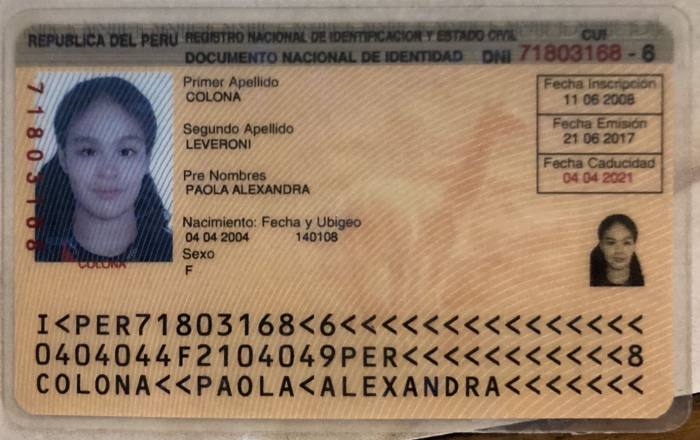 REPUBLICA DEL PERU REGISTRO NACIONAL DE IDENTIFICACION Y ESTADO CIVIL CUI
DOCUMENTO NACIONAL DE IDENTIDAD DNI 71803168 - 6
Primer Apellido
COLONA
Segundo Apellido
LEVERONI
Pre Nombres
PAOLA ALEXANDRA
Nacimiento: Fecha y Ubigeo
04 04 2004 140108
Sexo
F
Fecha Inscripción
11 06 2008
Fecha Emisión
21 06 2017
Fecha Caducidad
04 04 2021
71803168
COLONA
I<PER71803168<6<<<<<<<<<<<<<<<
0404044F2104049PER<<<<<<<<<<<8
COLONA<<PAOLA<ALEXANDRA<<<<<<<